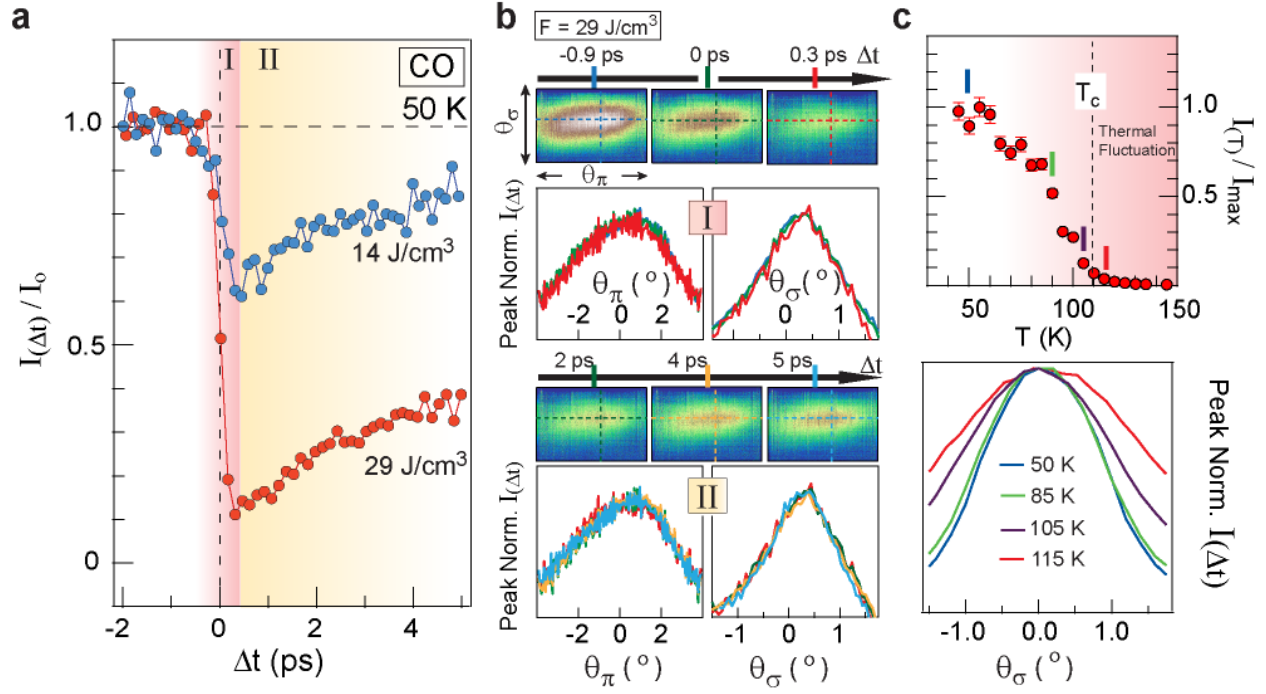 a
I
II
CO
50 K
1.0
0.5
0
14 J/cm³
29 J/cm³
I(Δt) / Io
-2
0
2
4
Δt (ps)
b
F = 29 J/cm³
-0.9 ps
0 ps
0.3 ps
Δt
θσ
θπ
I
Peak Norm. I(Δt)
θπ (°)
-2
0
2
θσ (°)
0
1
2 ps
4 ps
5 ps
Δt
II
Peak Norm. I(Δt)
-2
0
2
θπ (°)
-1
0
1
θσ (°)
c
Tc
Thermal
Fluctuation
1.0
0.5
I(T) / Imax
50
100
150
T (K)
50 K
85 K
105 K
115 K
Peak Norm. I(Δt)
-1.0
0.0
1.0
θσ (°)